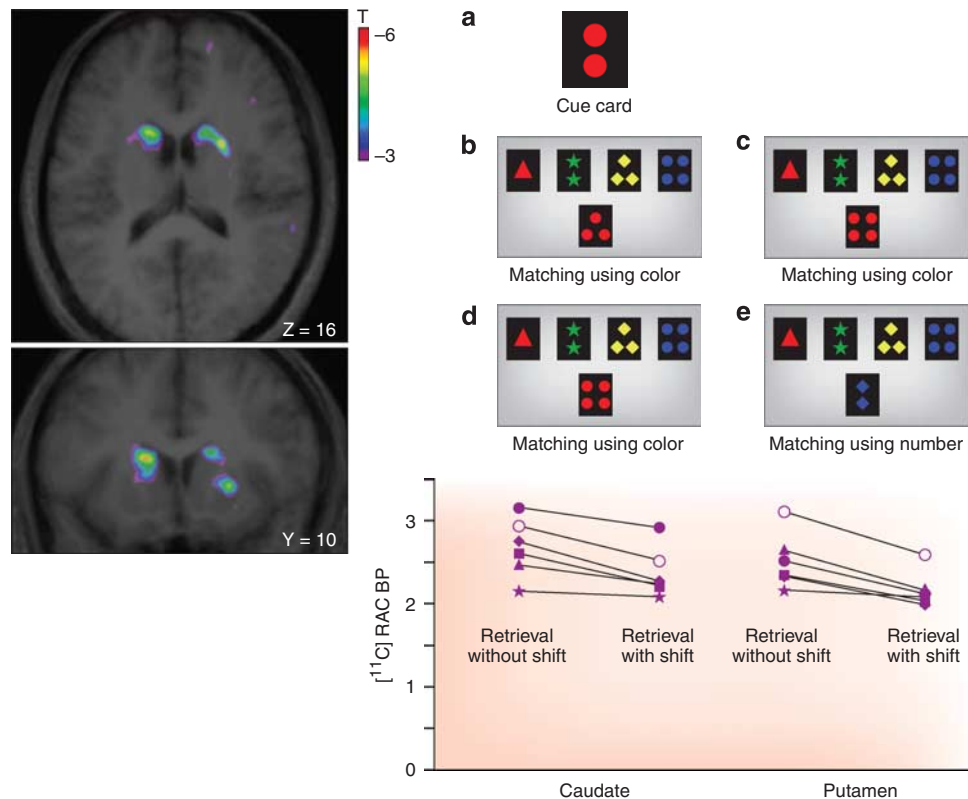 T
–6
–3
Z = 16
Y = 10
a
Cue card
b
Matching using color
c
Matching using color
d
Matching using color
e
Matching using number
[11C] RAC BP
3
2
1
0
Retrieval
without shift
Retrieval
with shift
Retrieval
without shift
Retrieval
with shift
Caudate
Putamen